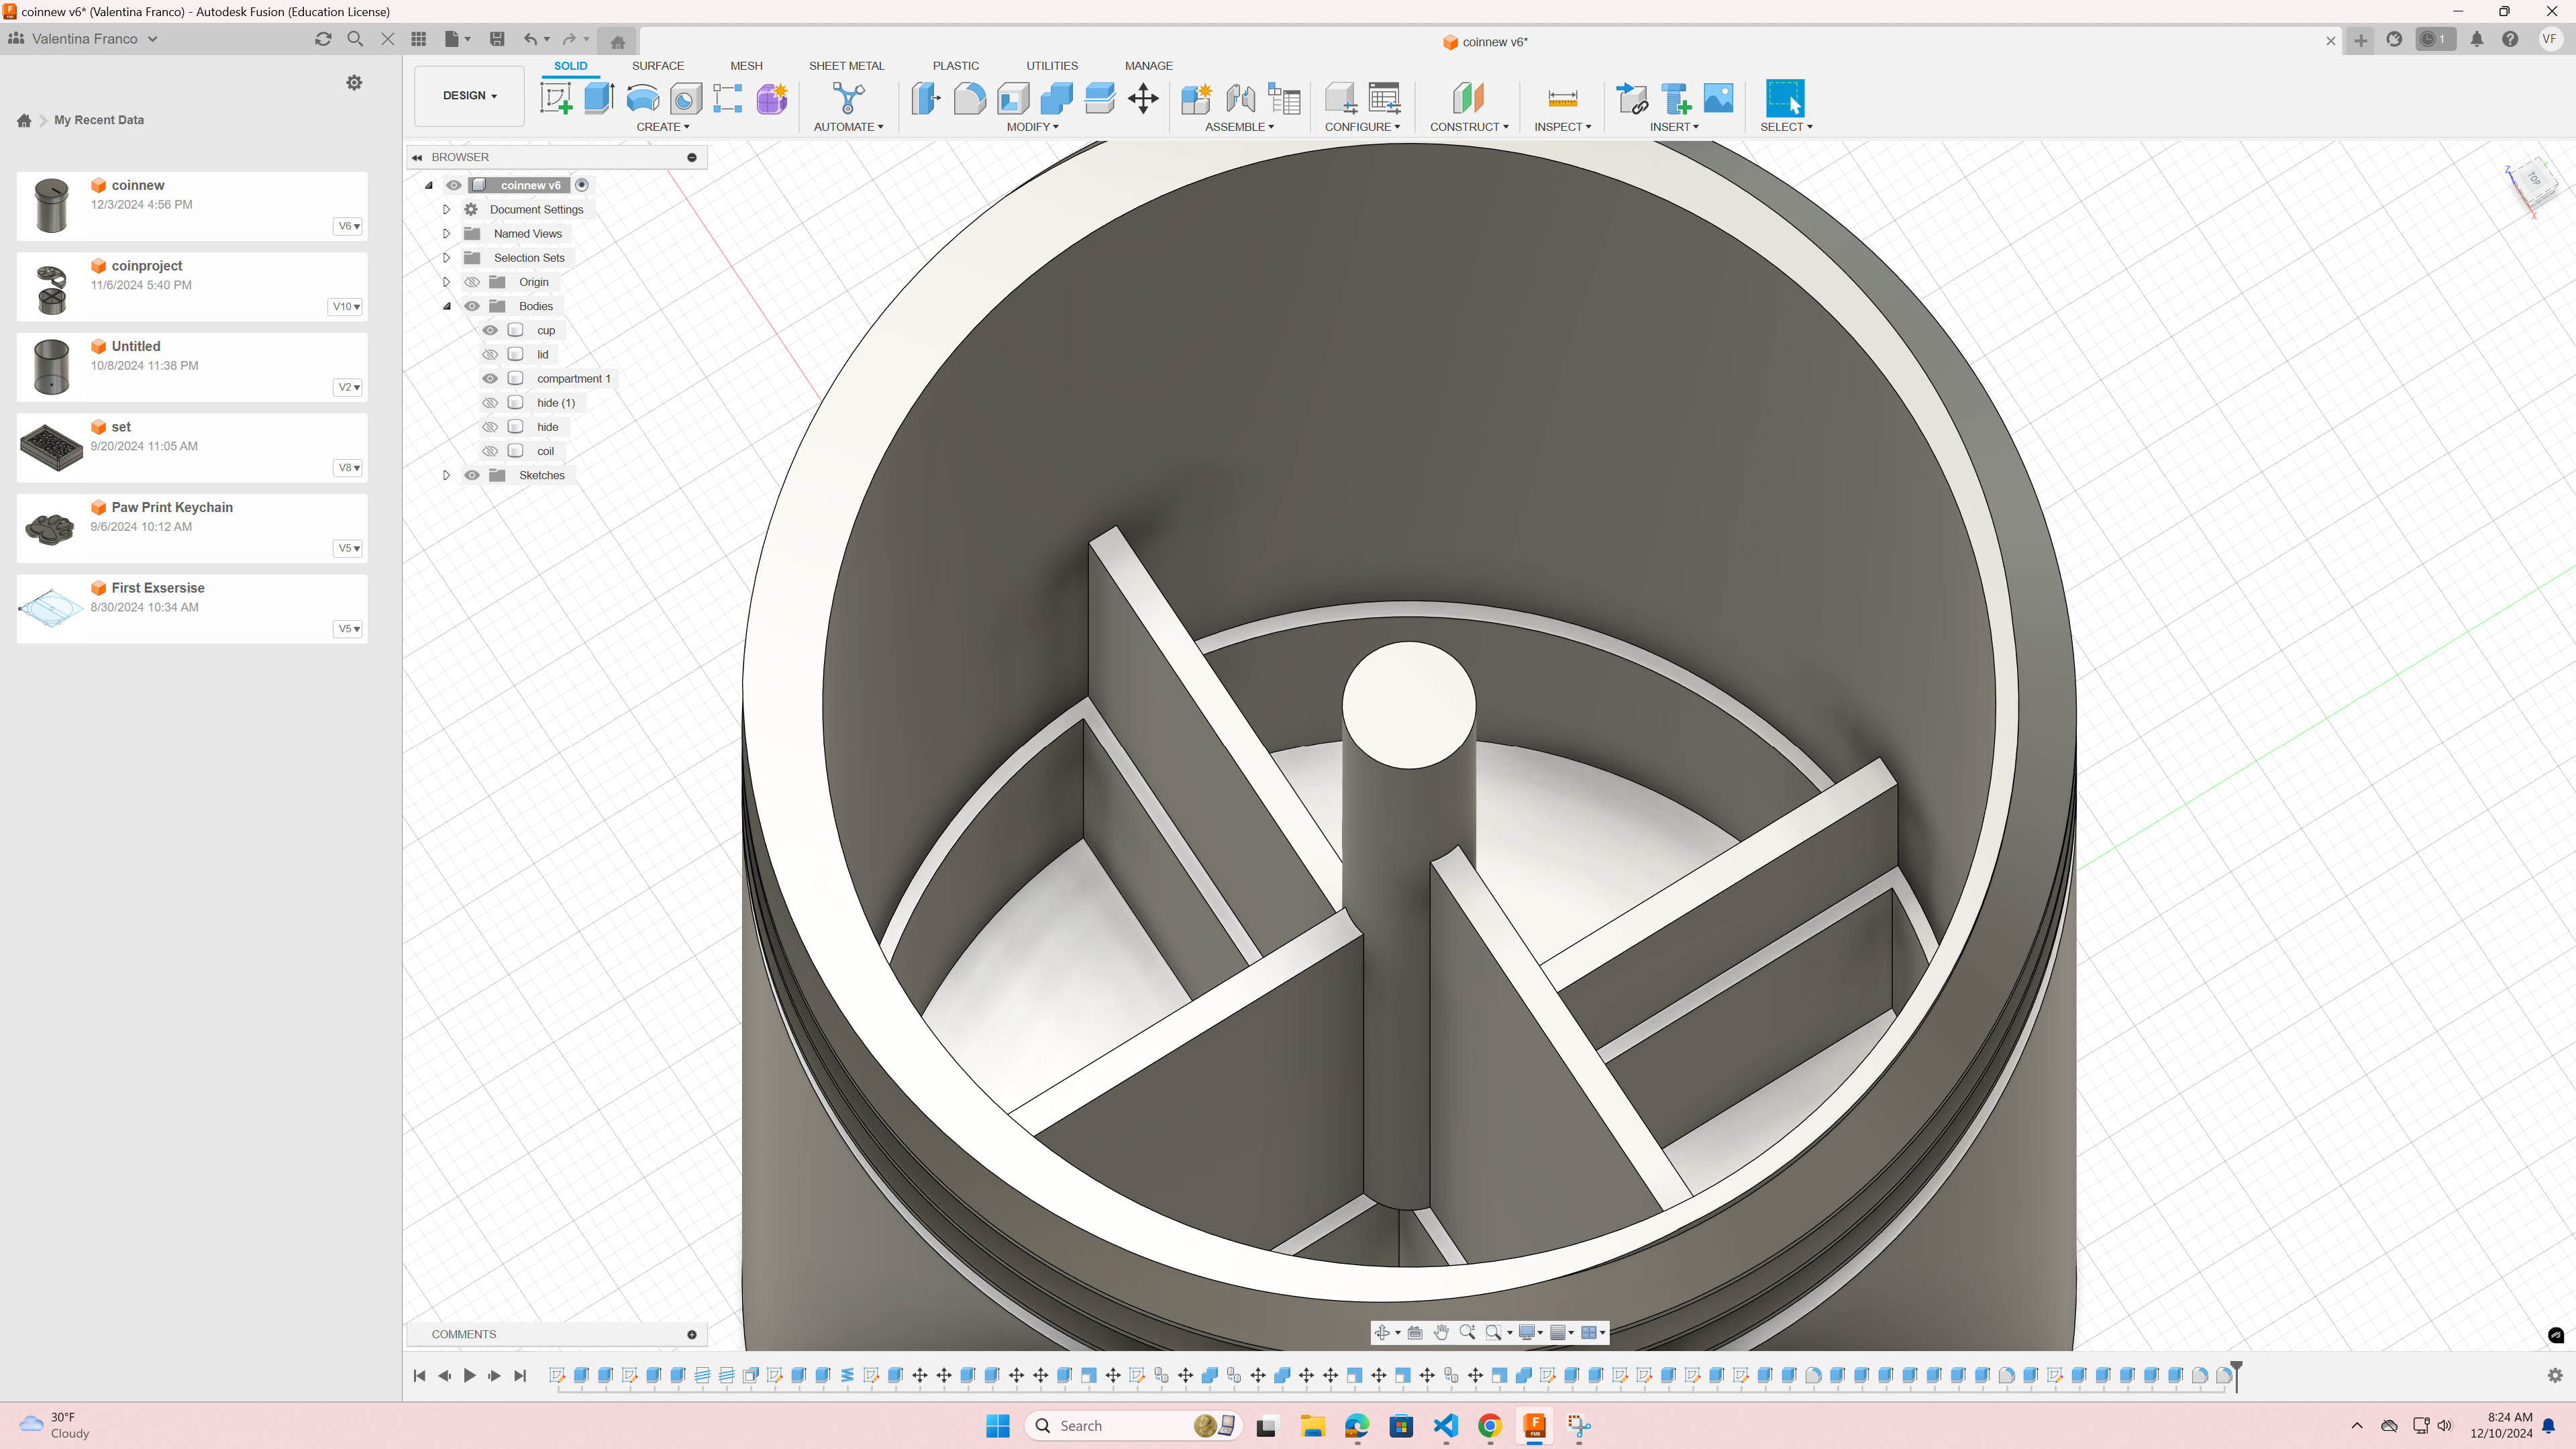 coinnew v6* (Valentina Franco) - Autodesk Fusion (Education License)
Valentina Franco
coinnew v6*
1
VF
My Recent Data
coinnew
12/3/2024 4:56 PM
V6
coinproject
11/6/2024 5:40 PM
V10
Untitled
10/8/2024 11:38 PM
V2
set
9/20/2024 11:05 AM
V8
Paw Print Keychain
9/6/2024 10:12 AM
V5
First Exsersise
8/30/2024 10:34 AM
V5
DESIGN
SOLID SURFACE MESH SHEET METAL PLASTIC UTILITIES MANAGE
CREATE AUTOMATE MODIFY ASSEMBLE CONFIGURE CONSTRUCT INSPECT INSERT SELECT
BROWSER
coinnew v6
Document Settings
Named Views
Selection Sets
Origin
Bodies
cup
lid
compartment 1
hide (1)
hide
coil
Sketches
Z
TOP
X
COMMENTS
30°F
Cloudy
Search
F
FUS
8:24 AM
12/10/2024